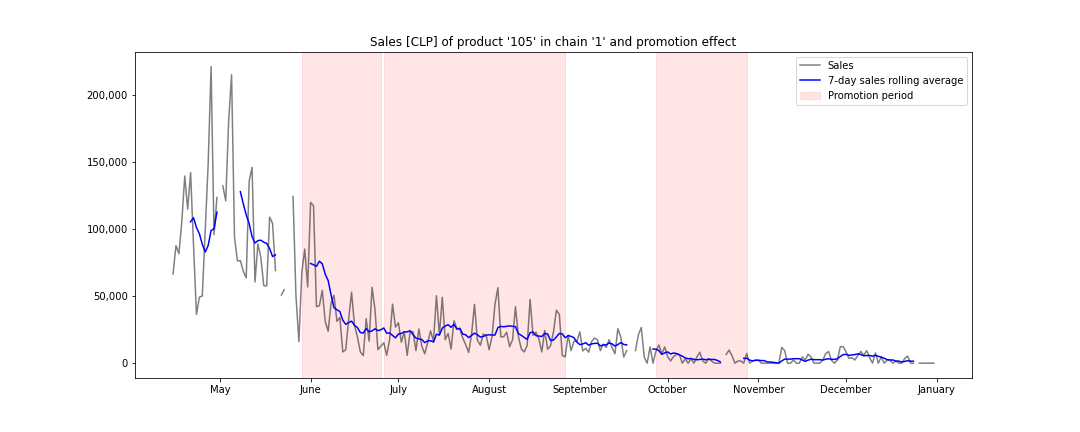 Sales [CLP] of product '105' in chain '1' and promotion effect
Sales
7-day sales rolling average
Promotion period
200,000
150,000
100,000
50,000
0
May June July August September October November December January